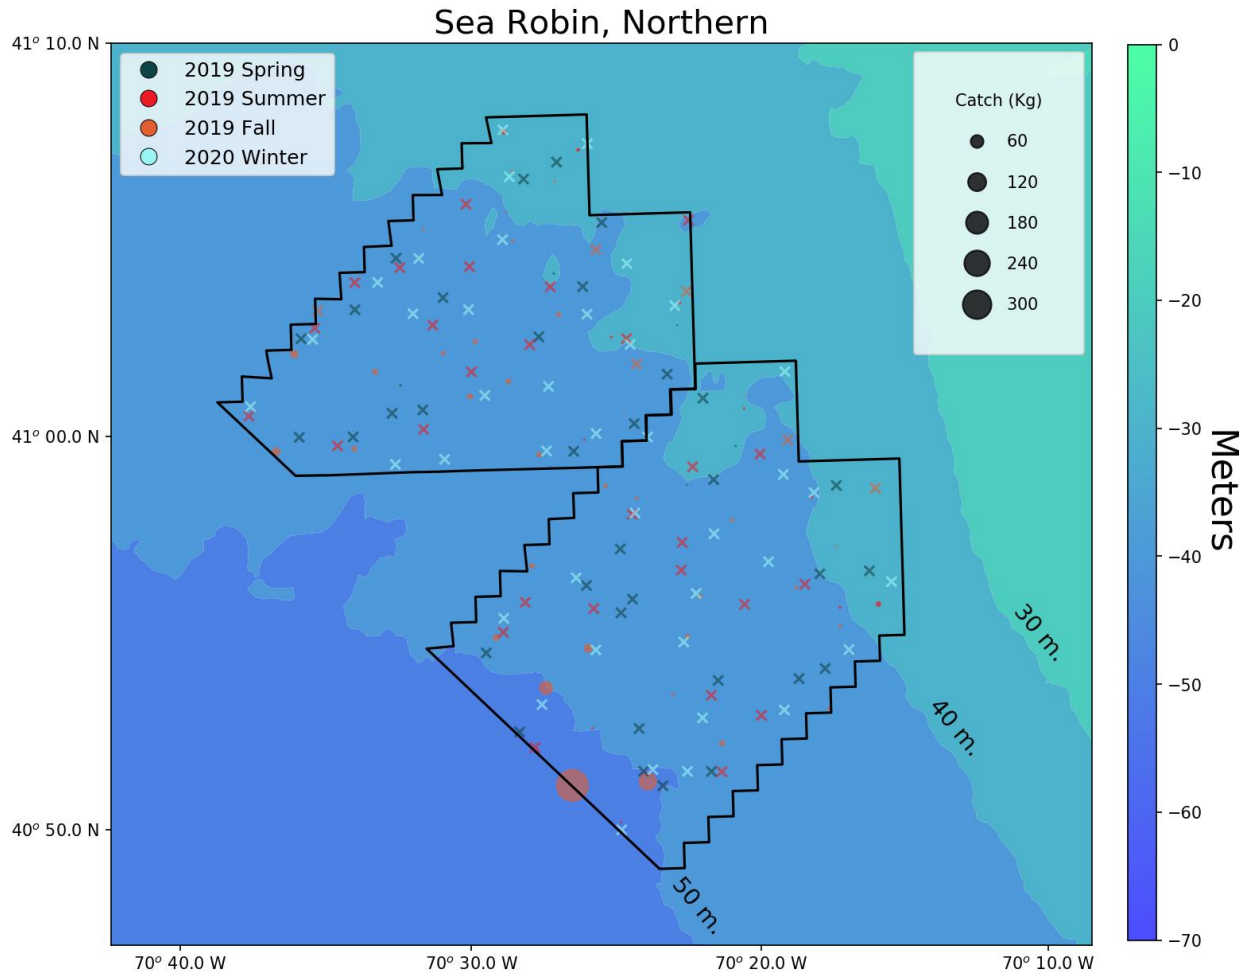 Sea Robin, Northern
41° 10.0 N
41° 00.0 N
40° 50.0 N
2019 Spring
2019 Summer
2019 Fall
2020 Winter
Catch (Kg)
60
120
180
240
300
30 m.
40 m.
50 m.
70° 40.0 W
70° 30.0 W
70° 20.0 W
70° 10.0 W
0
−10
−20
−30
−40
−50
−60
−70
Meters